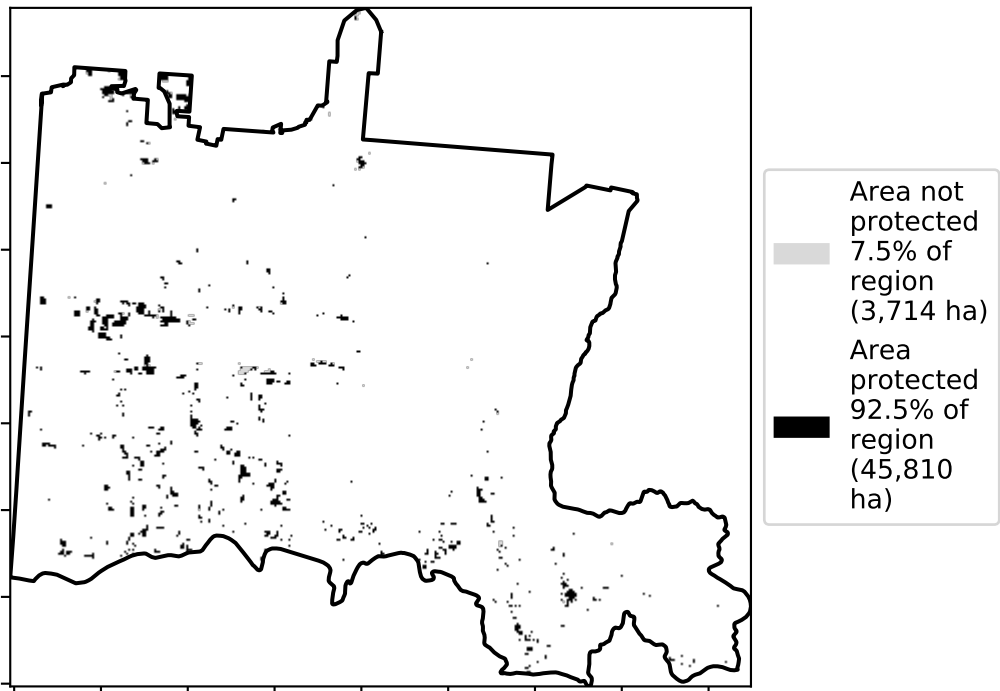 Area not
protected
7.5% of
region
(3,714 ha)
Area
protected
92.5% of
region
(45,810
ha)